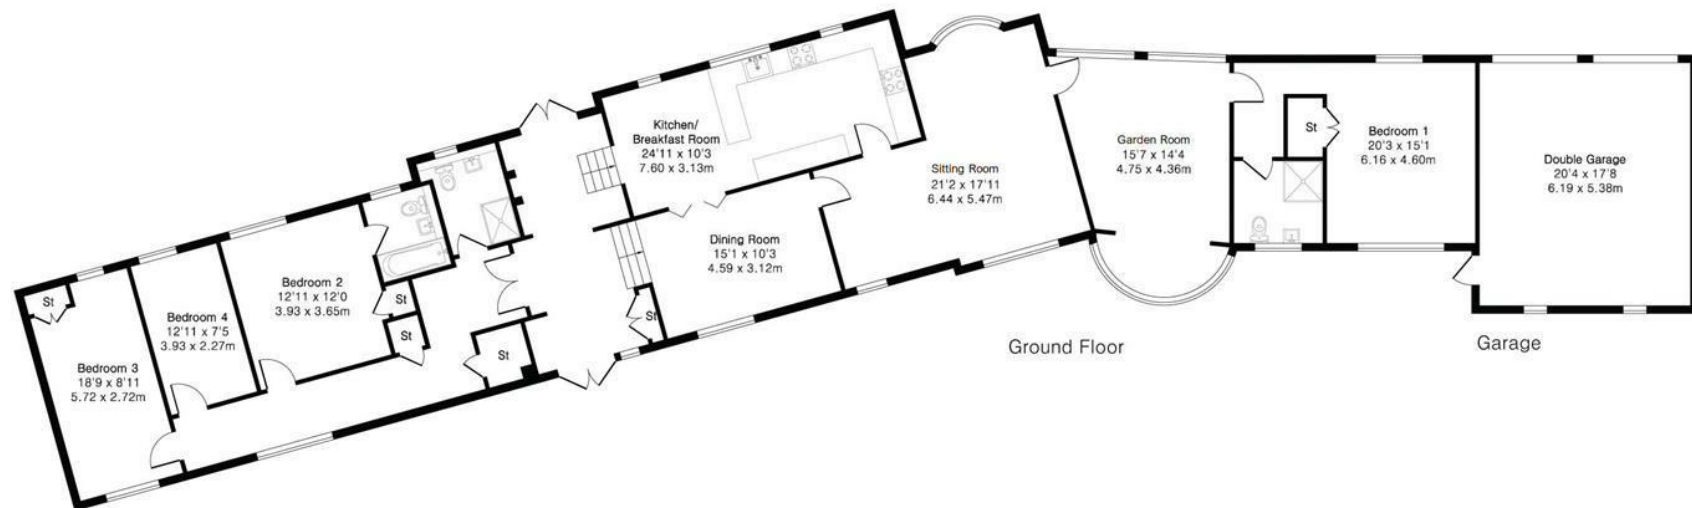 St
Bedroom 3
18'9 x 8'11
5.72 x 2.72m
Bedroom 4
12'11 x 7'5
3.93 x 2.27m
Bedroom 2
12'11 x 12'0
3.93 x 3.65m
St
St
St
St
Kitchen/
Breakfast Room
24'11 x 10'3
7.60 x 3.13m
Dining Room
15'1 x 10'3
4.59 x 3.12m
Sitting Room
21'2 x 17'11
6.44 x 5.47m
Garden Room
15'7 x 14'4
4.75 x 4.36m
St
Bedroom 1
20'3 x 15'1
6.16 x 4.60m
Double Garage
20'4 x 17'8
6.19 x 5.38m
Ground Floor
Garage